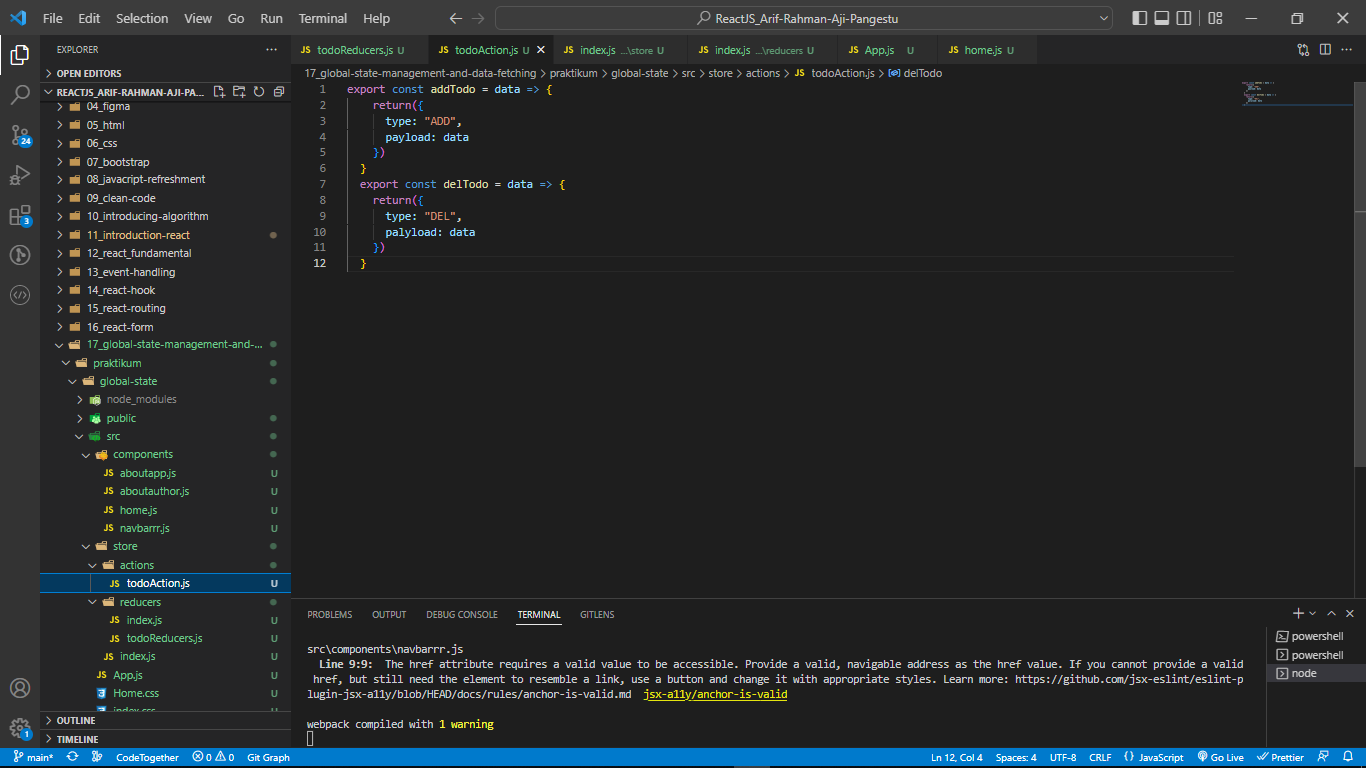 File Edit Selection View Go Run Terminal Help
ReactJS_Arif-Rahman-Aji-Pangestu
EXPLORER
OPEN EDITORS
REACTJS_ARIF-RAHMAN-AJI-PA...
04_figma
05_html
06_css
07_bootstrap
08_javacript-refreshment
09_clean-code
10_introducing-algorithm
11_introduction-react
12_react_fundamental
13_event-handling
14_react-hook
15_react-routing
16_react-form
17_global-state-management-and-...
praktikum
global-state
node_modules
public
src
components
JS aboutapp.js U
JS aboutauthor.js U
JS home.js U
JS navbarrr.js U
store
actions
JS todoAction.js U
reducers
JS index.js U
JS todoReducers.js U
JS index.js U
JS App.js U
Home.css U
index.css U
OUTLINE
TIMELINE
24
3
1
JS todoReducers.js U JS todoAction.js U JS index.js ...\store U JS index.js ...\reducers U JS App.js U JS home.js U
17_global-state-management-and-data-fetching > praktikum > global-state > src > store > actions > JS todoAction.js > delTodo
1 export const addTodo = data => {
2 return({
3 type: "ADD",
4 payload: data
5 })
6 }
7 export const delTodo = data => {
8 return({
9 type: "DEL",
10 palyload: data
11 })
12 }
PROBLEMS OUTPUT DEBUG CONSOLE TERMINAL GITLENS
src\components\navbarrr.js
Line 9:9: The href attribute requires a valid value to be accessible. Provide a valid, navigable address as the href value. If you cannot provide a valid
href, but still need the element to resemble a link, use a button and change it with appropriate styles. Learn more: https://github.com/jsx-eslint/eslint-p
lugin-jsx-a11y/blob/HEAD/docs/rules/anchor-is-valid.md jsx-a11y/anchor-is-valid
webpack compiled with 1 warning
powershell
powershell
node
main* CodeTogether 0 0 Git Graph Ln 12, Col 4 Spaces: 4 UTF-8 CRLF {} JavaScript Go Live Prettier